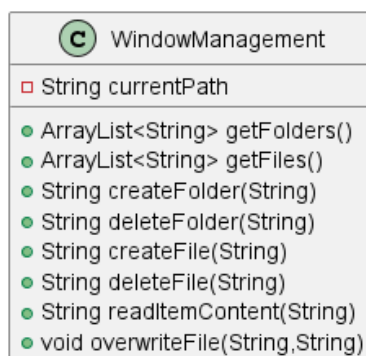 C WindowManagement
String currentPath
ArrayList<String> getFolders()
ArrayList<String> getFiles()
String createFolder(String)
String deleteFolder(String)
String createFile(String)
String deleteFile(String)
String readItemContent(String)
void overwriteFile(String,String)